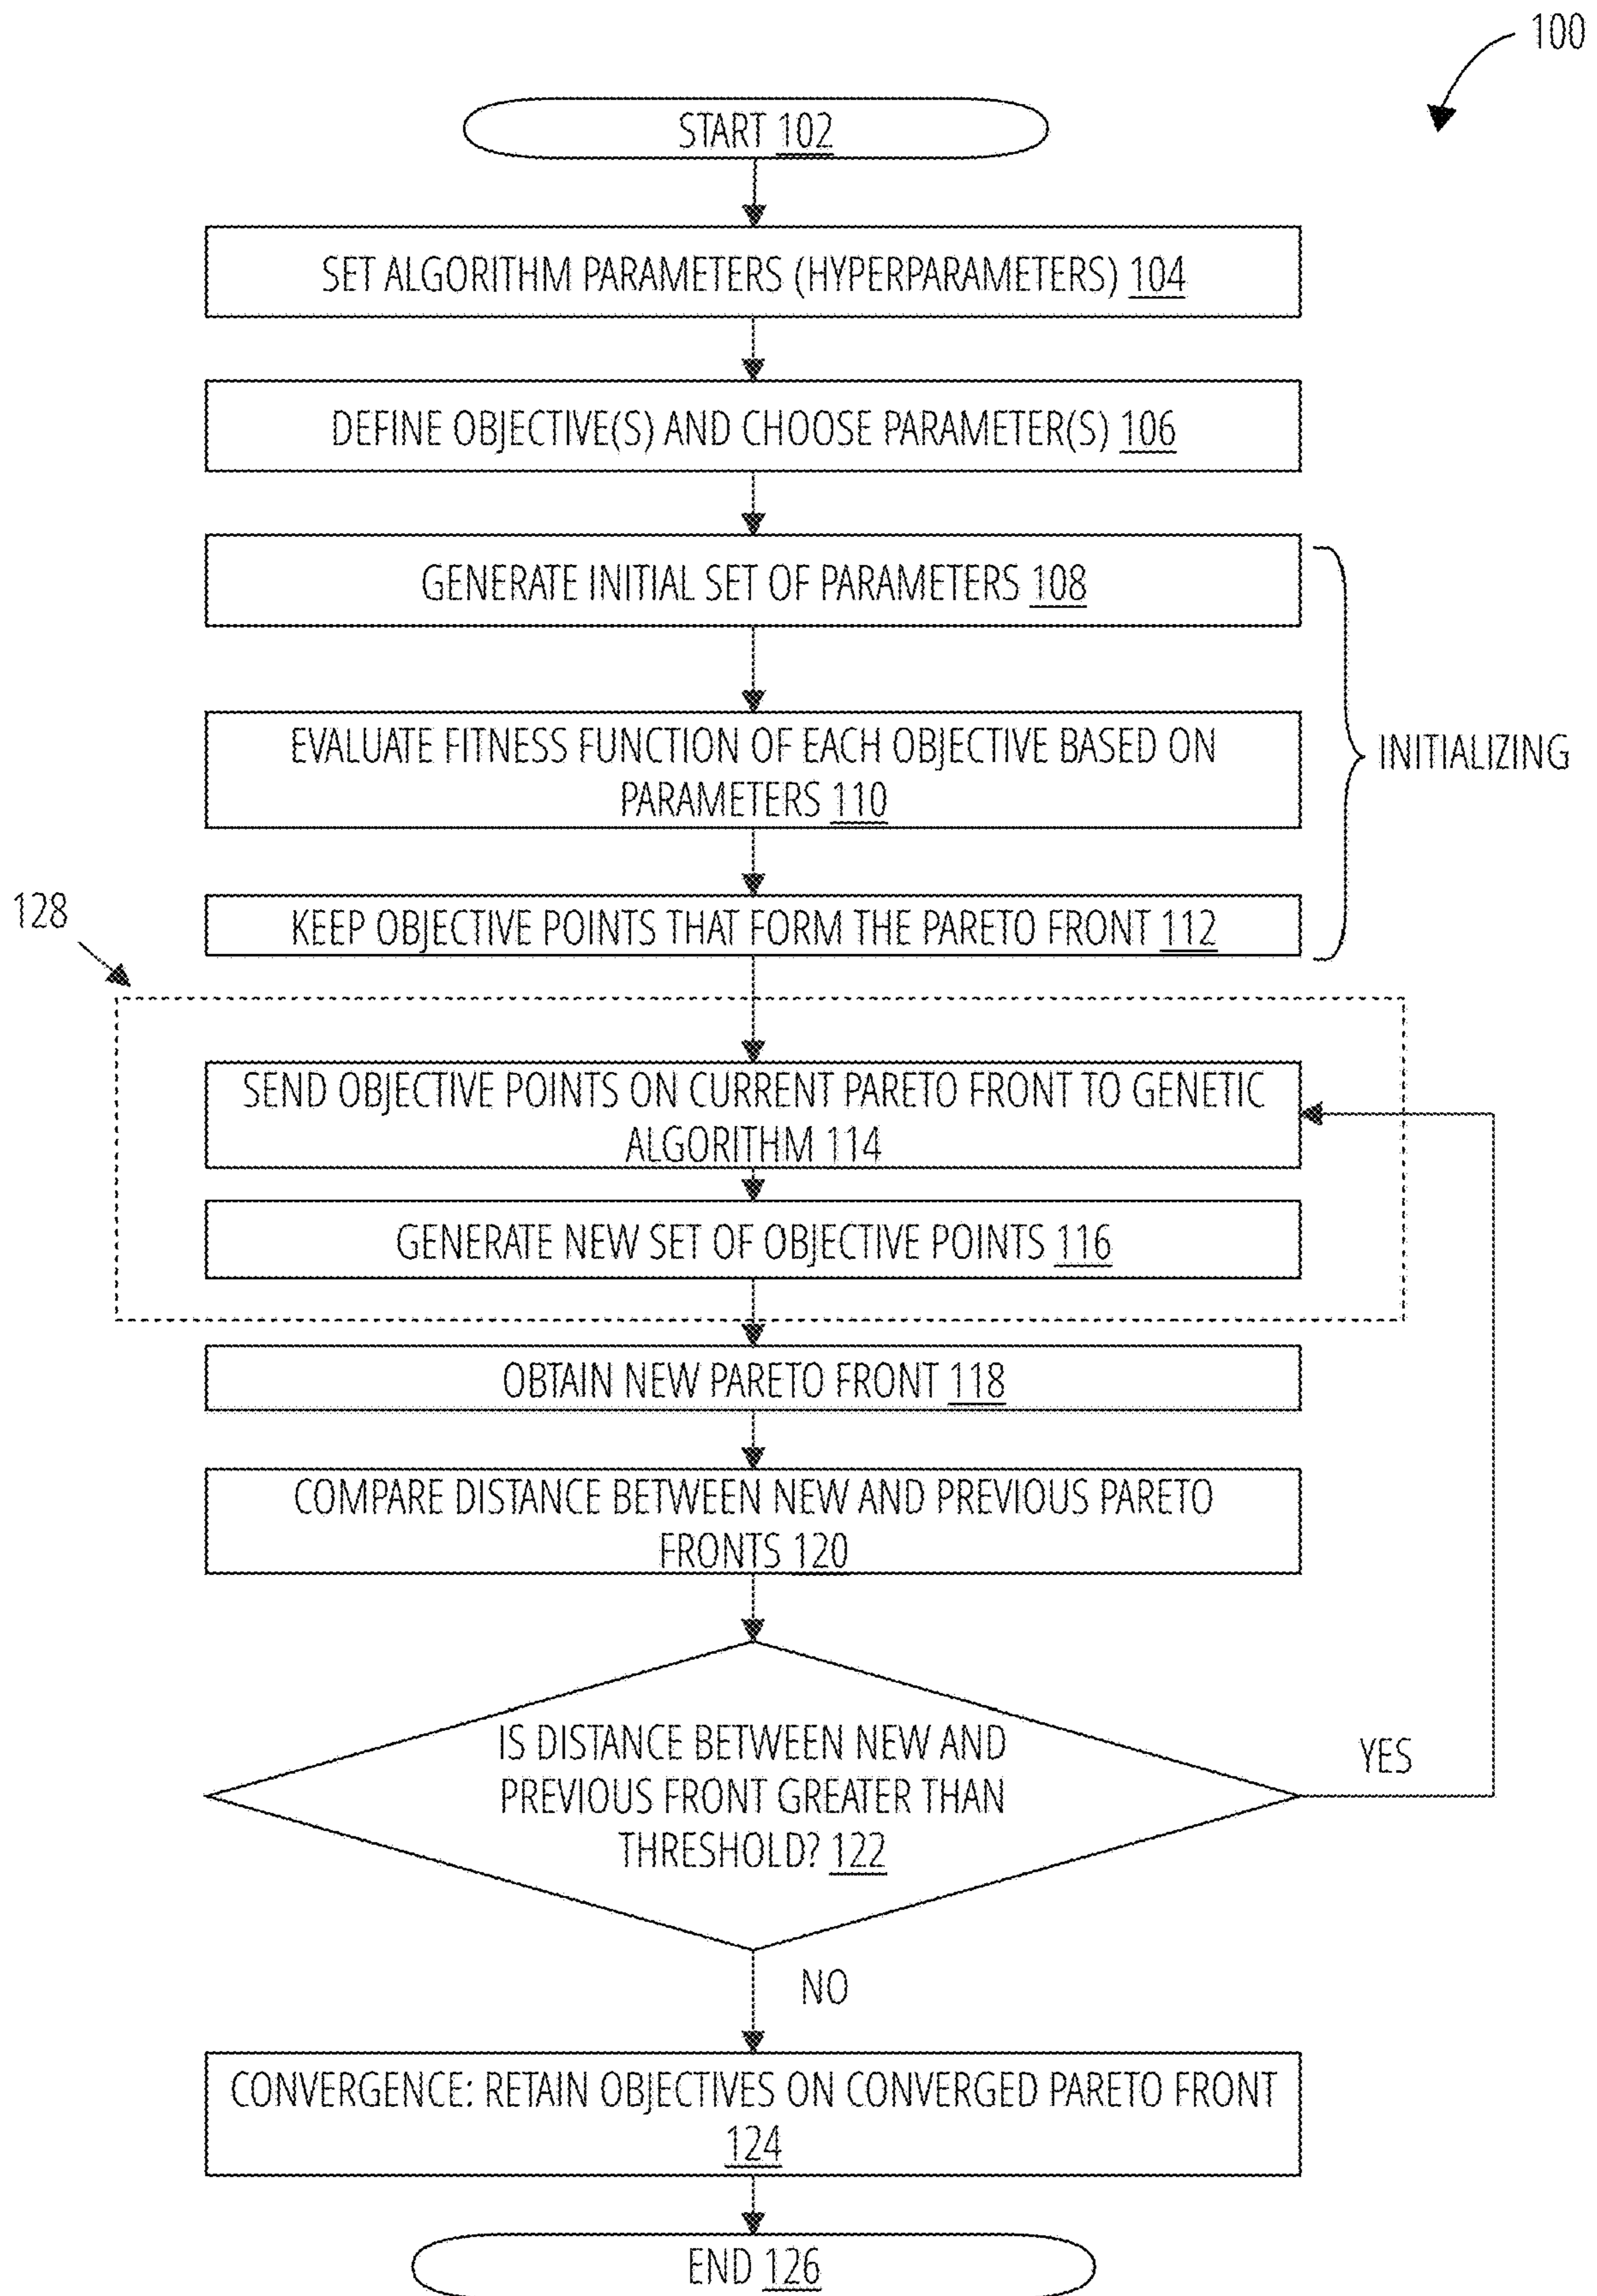 100
START 102
SET ALGORITHM PARAMETERS (HYPERPARAMETERS) 104
DEFINE OBJECTIVE(S) AND CHOOSE PARAMETER(S) 106
GENERATE INITIAL SET OF PARAMETERS 108
EVALUATE FITNESS FUNCTION OF EACH OBJECTIVE BASED ON
PARAMETERS 110
INITIALIZING
KEEP OBJECTIVE POINTS THAT FORM THE PARETO FRONT 112
128
SEND OBJECTIVE POINTS ON CURRENT PARETO FRONT TO GENETIC
ALGORITHM 114
GENERATE NEW SET OF OBJECTIVE POINTS 116
OBTAIN NEW PARETO FRONT 118
COMPARE DISTANCE BETWEEN NEW AND PREVIOUS PARETO
FRONTS 120
IS DISTANCE BETWEEN NEW AND
PREVIOUS FRONT GREATER THAN
THRESHOLD? 122
YES
NO
CONVERGENCE: RETAIN OBJECTIVES ON CONVERGED PARETO FRONT
124
END 126